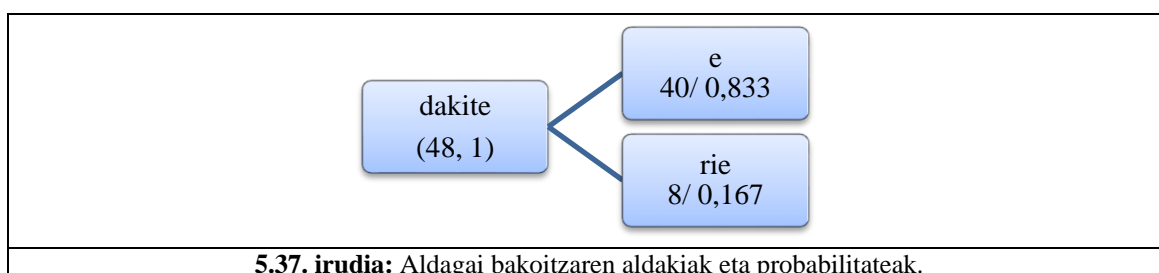 dakite
(48, 1)
e
40/ 0,833
rie
8/ 0,167
5.37. irudia: Aldagai bakoitzaren aldakiak eta probabilitateak.